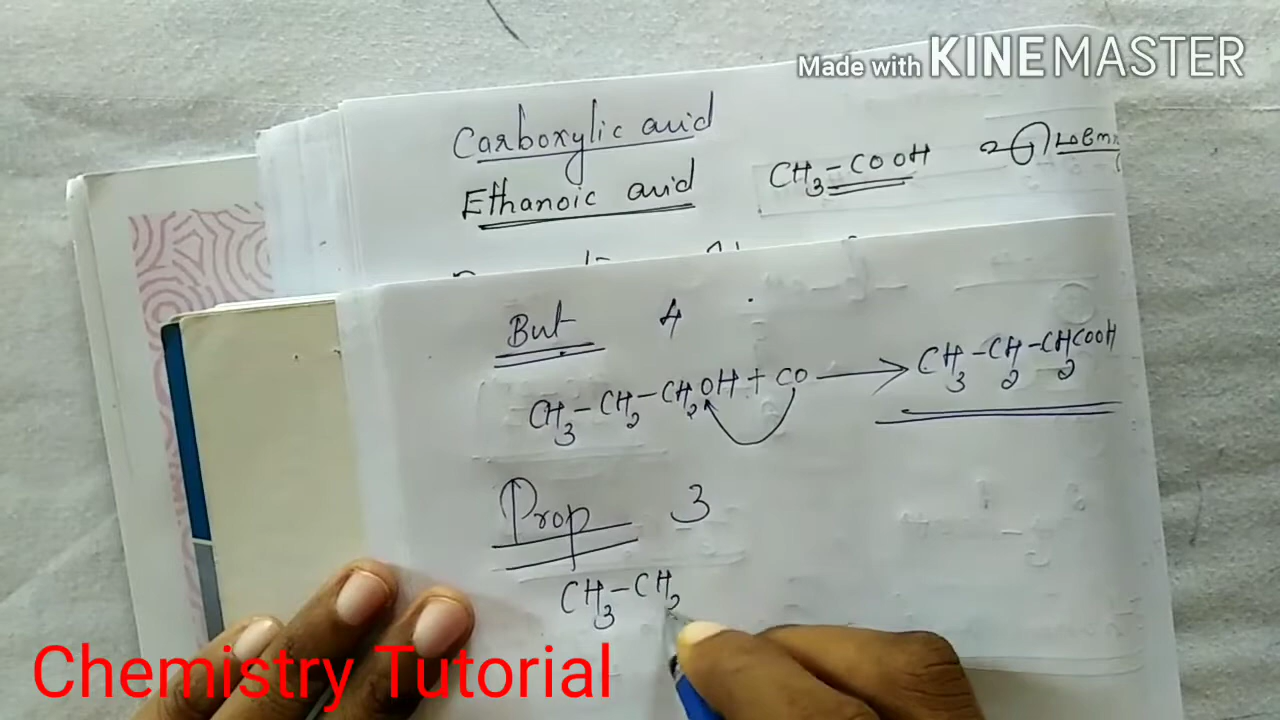 Made with KINEMASTER
Carboxylic acid
Ethanoic acid CH3-COOH
But 4
CH3-CH2-CH2OH+CO → CH3-CH2-CH2COOH
Prop 3
CH3-CH2
Chemistry Tutorial